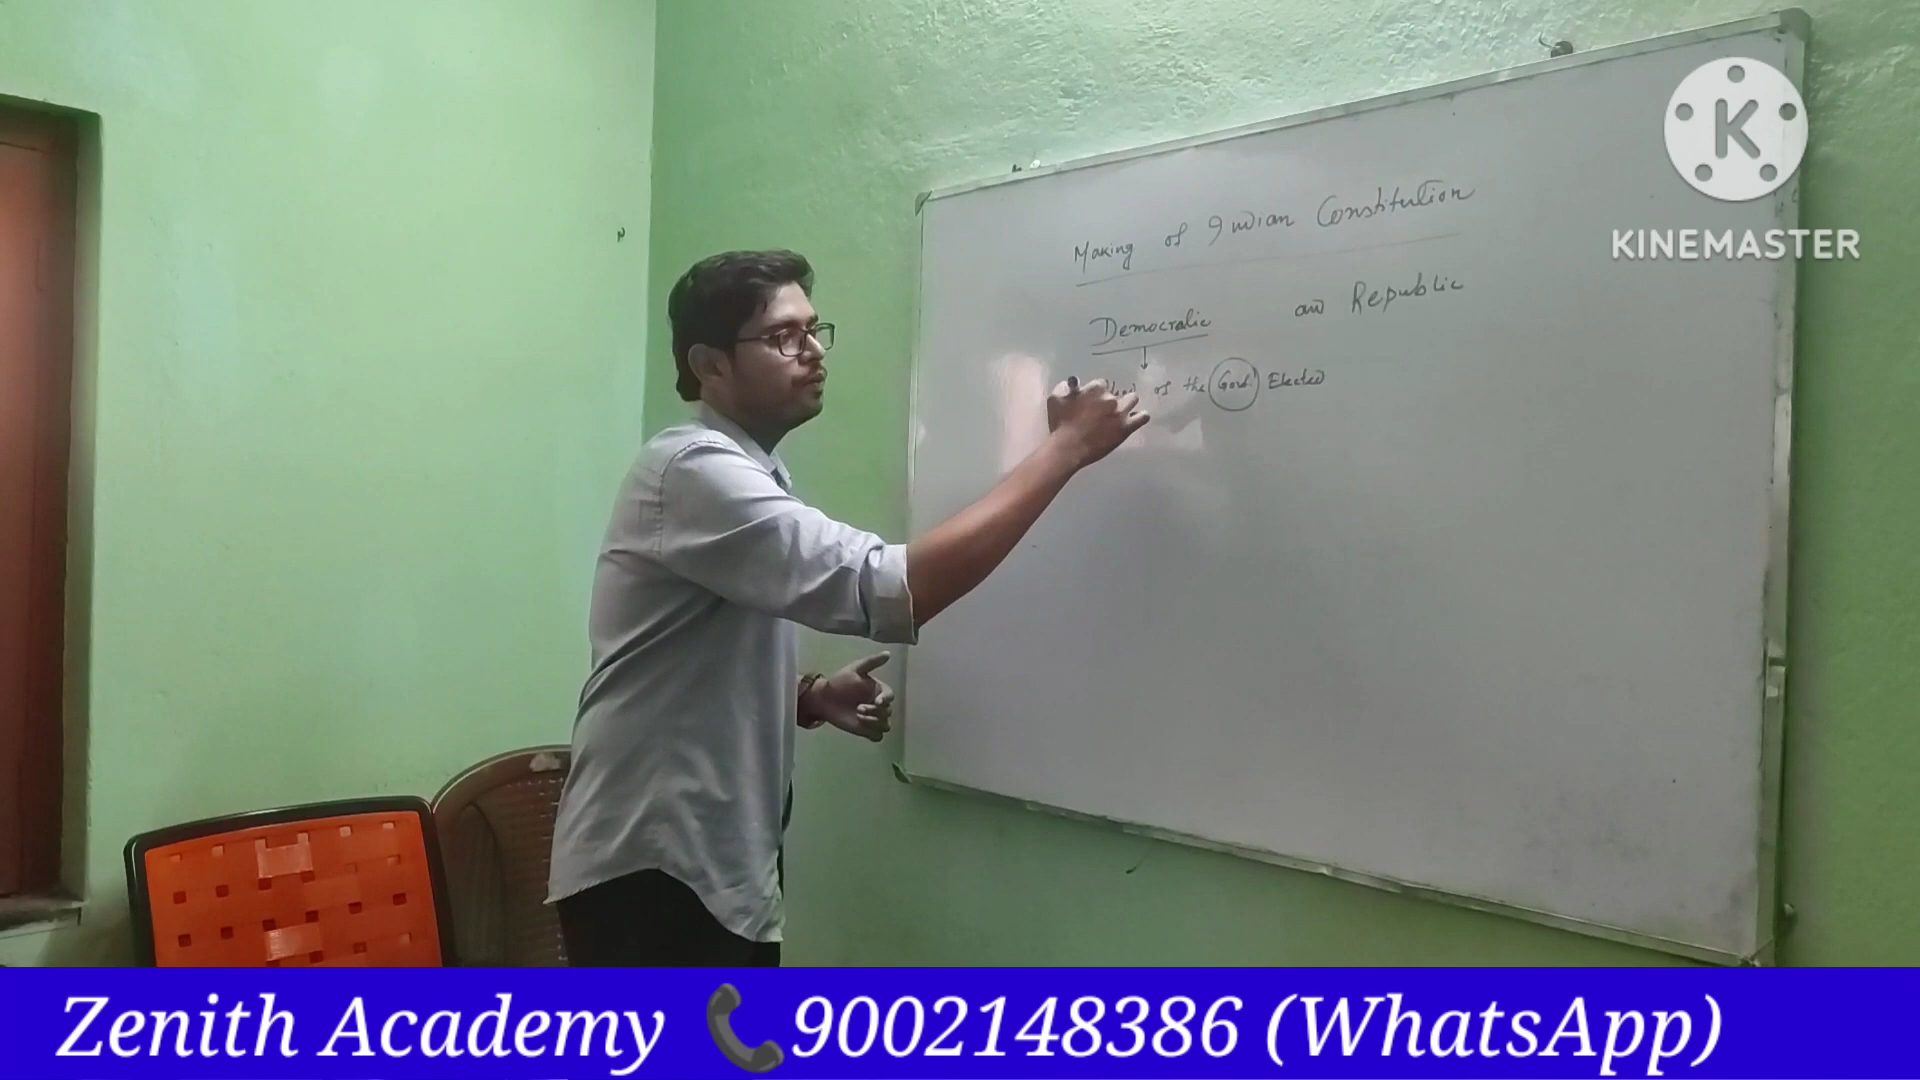 K
KINEMASTER
Making of Indian Constitution
Democratic and Republic
of the Govt Elected
Zenith Academy 📞9002148386 (WhatsApp)